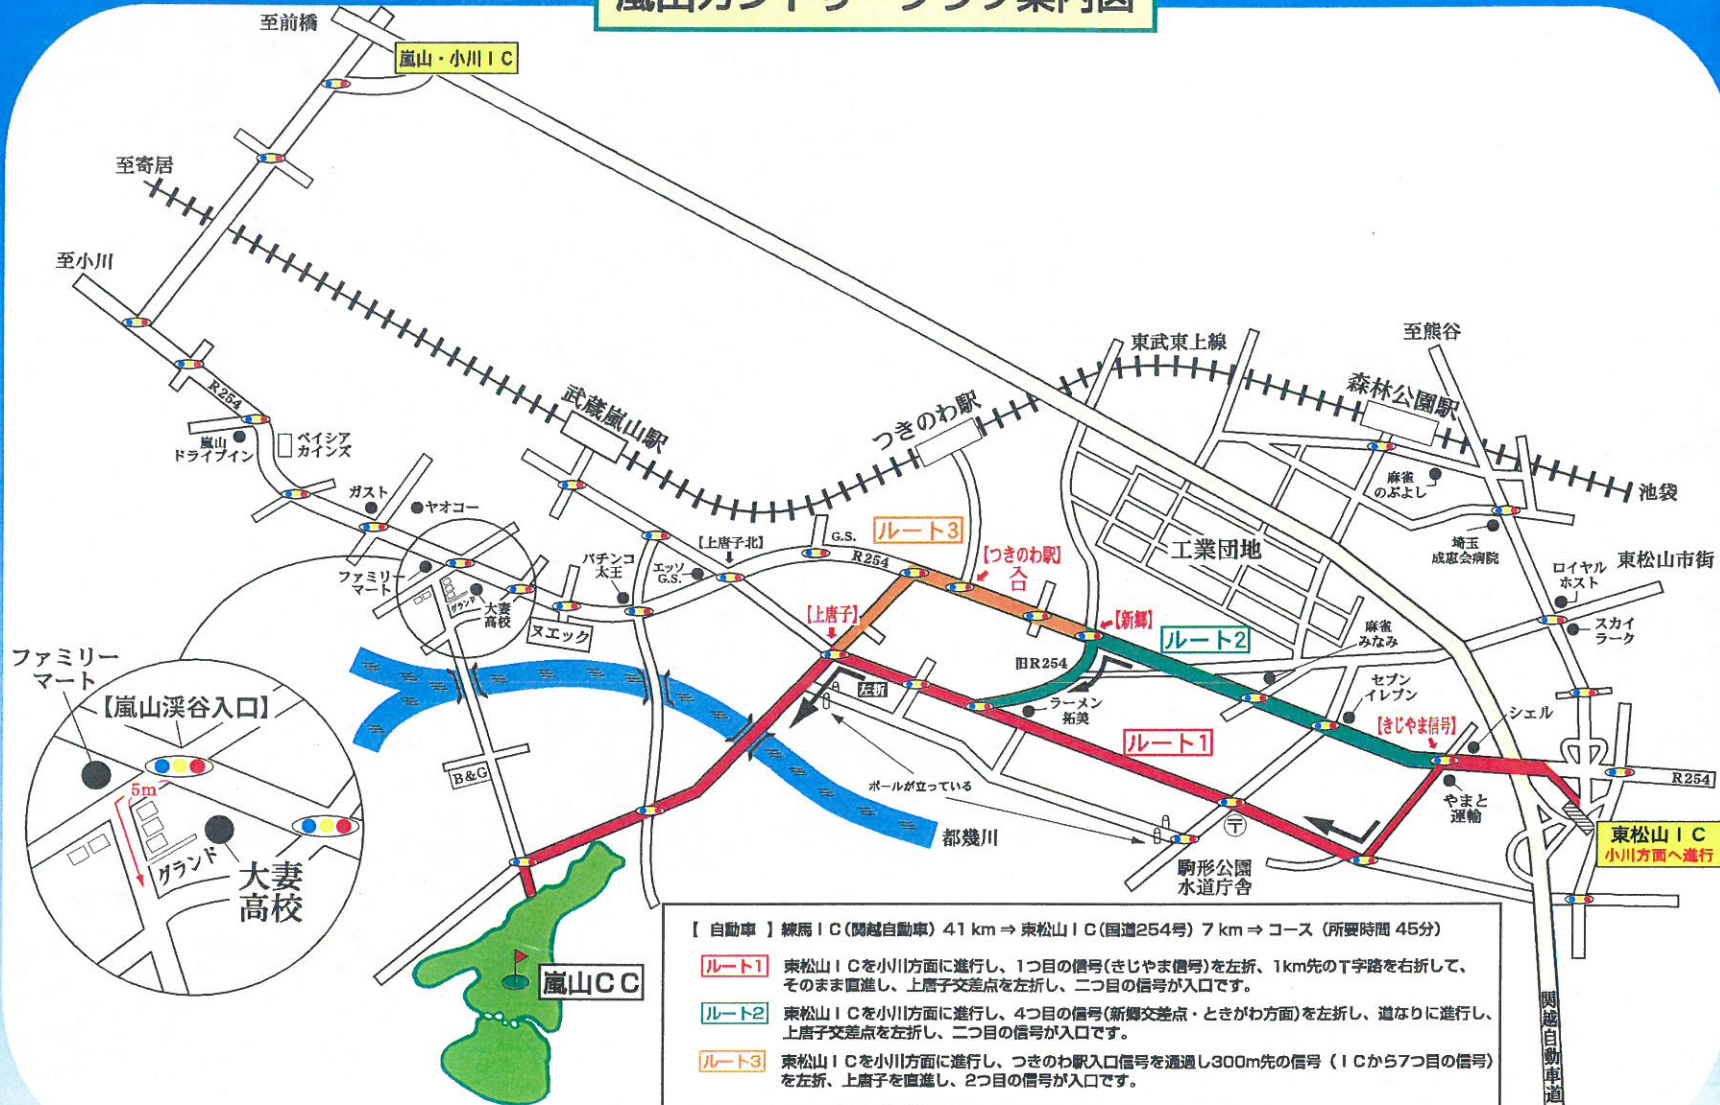 嵐山カントリークラブ案内図
至前橋
嵐山・小川ＩＣ
至寄居
至小川
R254
嵐山
ドライブイン
ベイシア
カインズ
ガスト
ヤオコー
ファミリー
マート
グランド
大妻
高校
ヌエック
パチンコ
太王
エッソ
G.S.
【上唐子北】
武蔵嵐山駅
つきのわ駅
東武東上線
森林公園駅
至熊谷
池袋
麻雀
のぶよし
埼玉
成恵会病院
東松山市街
ロイヤル
ホスト
スカイ
ラーク
工業団地
G.S.
R254
ルート3
【つきのわ駅】
入口
【新郷】
ルート2
【上唐子】
旧R254
左折
ラーメン
拓美
麻雀
みなみ
セブン
イレブン
【きじやま信号】
シェル
R254
やまと
運輸
ルート1
ポールが立っている
〒
駒形公園
水道庁舎
東松山ＩＣ
小川方面へ進行
都幾川
B&G
ファミリー
マート
【嵐山渓谷入口】
5m
グランド
大妻
高校
嵐山ＣＣ
関越自動車道
【 自動車 】練馬ＩＣ(関越自動車) 41 km ⇒ 東松山ＩＣ(国道254号) 7 km ⇒ コース（所要時間 45分）
ルート1 東松山ＩＣを小川方面に進行し、1つ目の信号(きじやま信号)を左折、1km先のＴ字路を右折して、
そのまま直進し、上唐子交差点を左折し、二つ目の信号が入口です。
ルート2 東松山ＩＣを小川方面に進行し、4つ目の信号(新郷交差点・ときがわ方面)を左折し、道なりに進行し、
上唐子交差点を左折し、二つ目の信号が入口です。
ルート3 東松山ＩＣを小川方面に進行し、つきのわ駅入口信号を通過し300m先の信号（ＩＣから7つ目の信号）
を左折、上唐子を直進し、2つ目の信号が入口です。